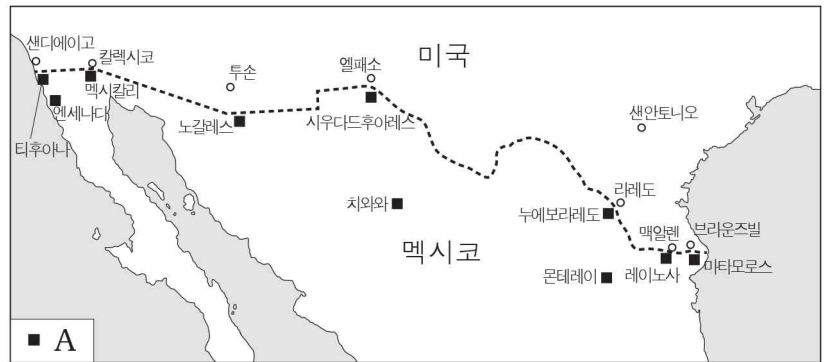 미국
샌디에이고
칼렉시코
투손
엘패소
멕시칼리
엔세나다
노갈레스
시우다드후아레스
샌안토니오
티후아나
치와와
라레도
누에보라레도
멕시코
맥알렌
브라운즈빌
몬테레이
레이노사
마타모로스
■ A